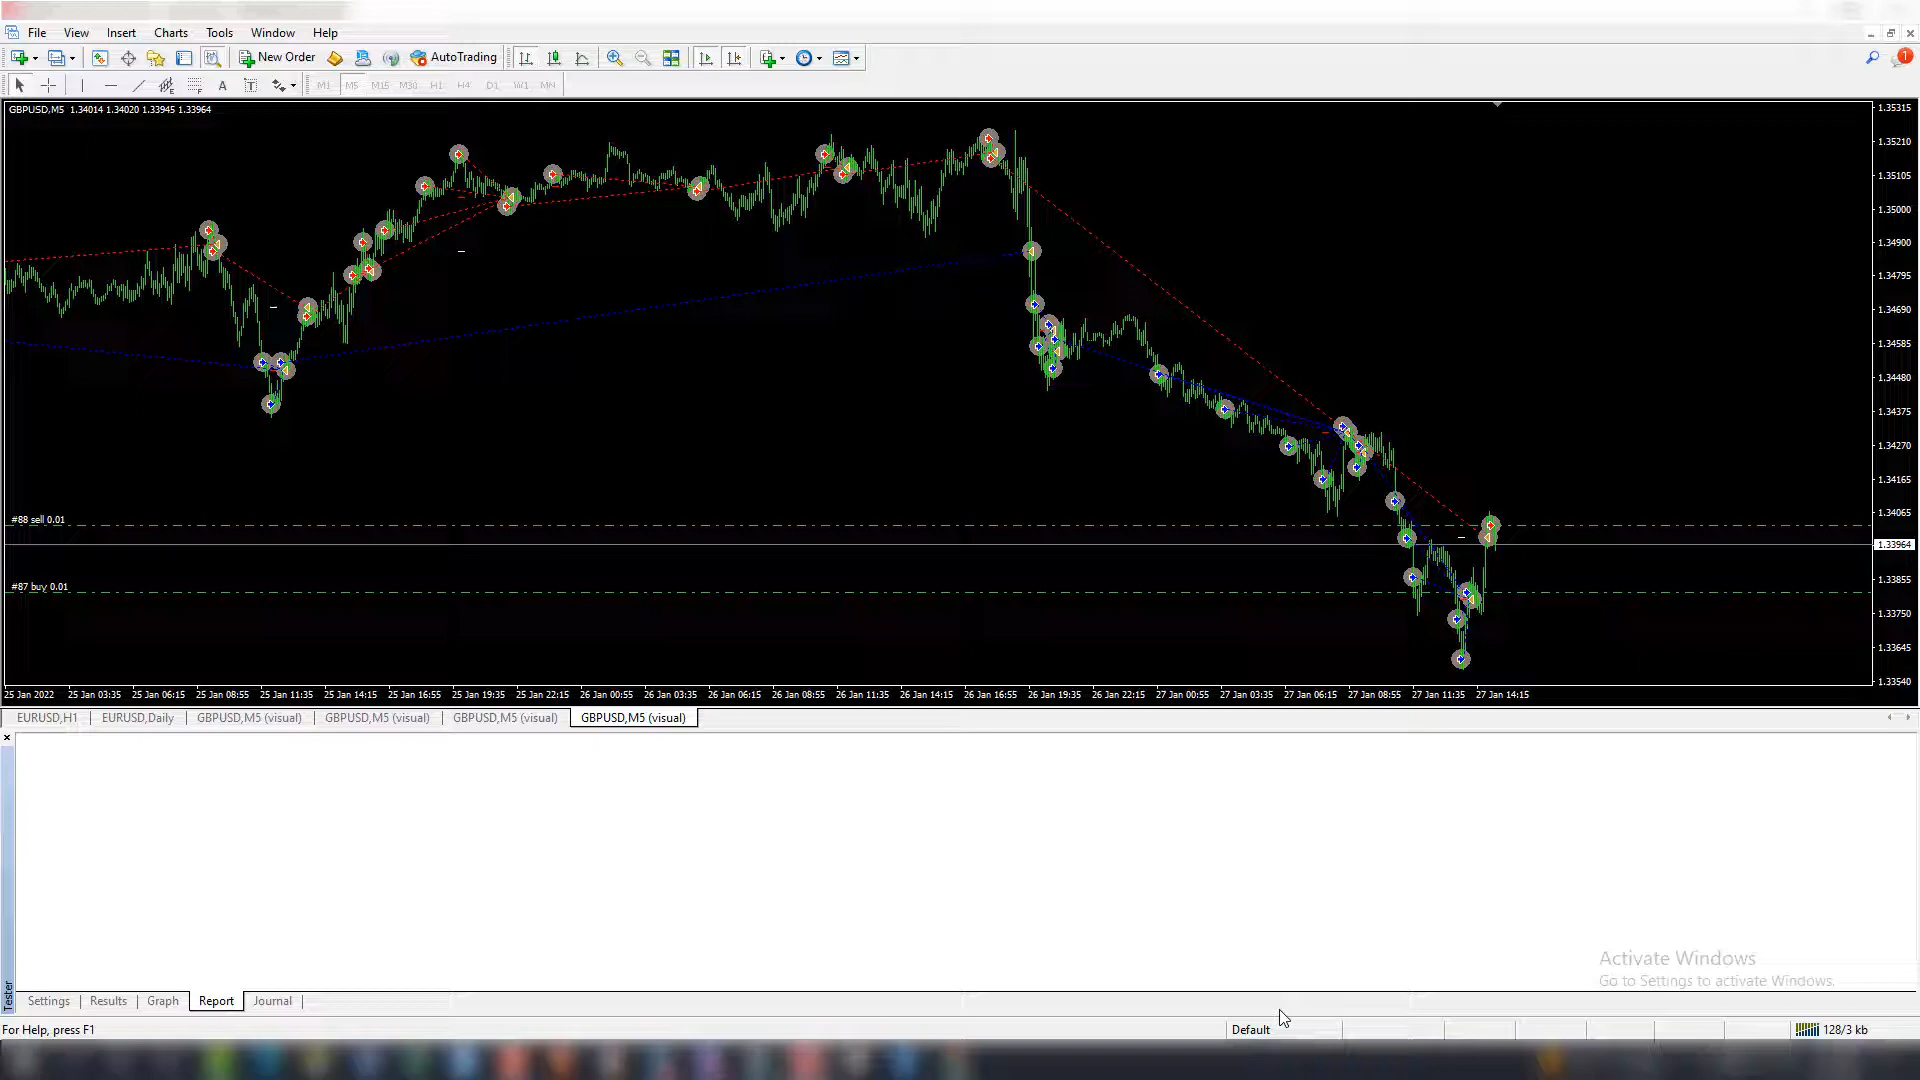 File View Insert Charts Tools Window Help
New Order AutoTrading 1
A T M1 M5 M15 M30 H1 H4 D1 W1 MN
GBPUSD,M5 1.34014 1.34020 1.33945 1.33964
1.35315
1.35210
1.35105
1.35000
1.34900
1.34795
1.34690
1.34585
1.34480
1.34375
1.34270
1.34165
1.34065
#88 sell 0.01
1.33964
1.33855
#87 buy 0.01
1.33750
1.33645
1.33540
25 Jan 2022 25 Jan 03:35 25 Jan 06:15 25 Jan 08:55 25 Jan 11:35 25 Jan 14:15 25 Jan 16:55 25 Jan 19:35 25 Jan 22:15 26 Jan 00:55 26 Jan 03:35 26 Jan 06:15 26 Jan 08:55 26 Jan 11:35 26 Jan 14:15 26 Jan 16:55 26 Jan 19:35 26 Jan 22:15 27 Jan 00:55 27 Jan 03:35 27 Jan 06:15 27 Jan 08:55 27 Jan 11:35 27 Jan 14:15
EURUSD,H1 EURUSD,Daily GBPUSD,M5 (visual) GBPUSD,M5 (visual) GBPUSD,M5 (visual) GBPUSD,M5 (visual)
Activate Windows
Go to Settings to activate Windows.
Tester
Settings Results Graph Report Journal
For Help, press F1 Default 128/3 kb